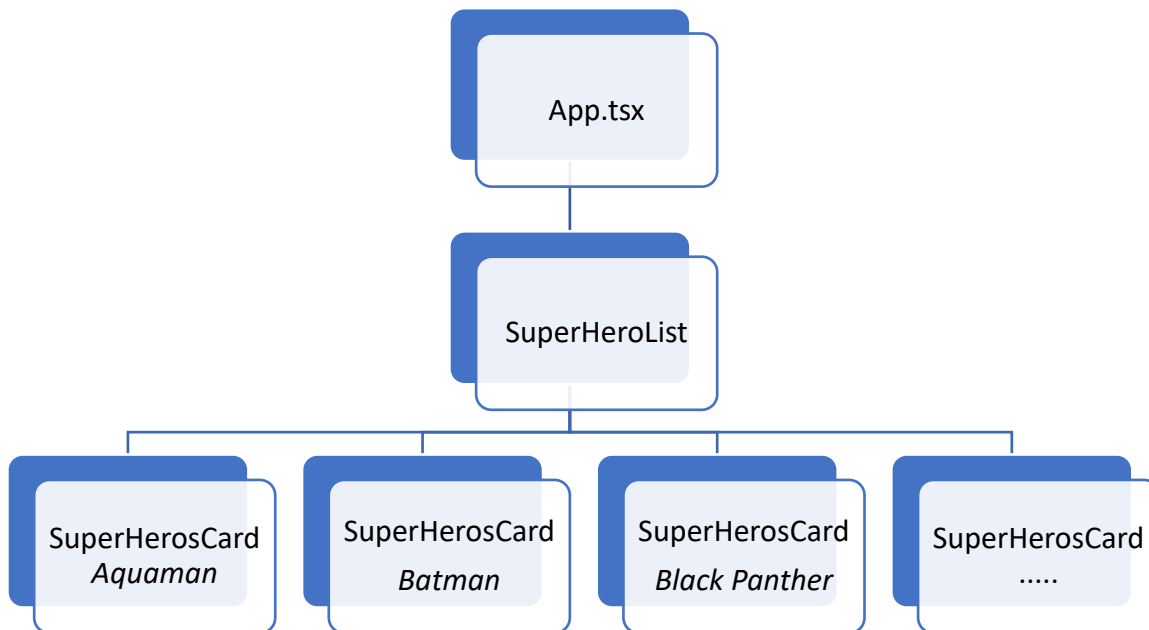 App.tsx
SuperHeroList
SuperHerosCard
Aquaman
SuperHerosCard
Batman
SuperHerosCard
Black Panther
SuperHerosCard
.....